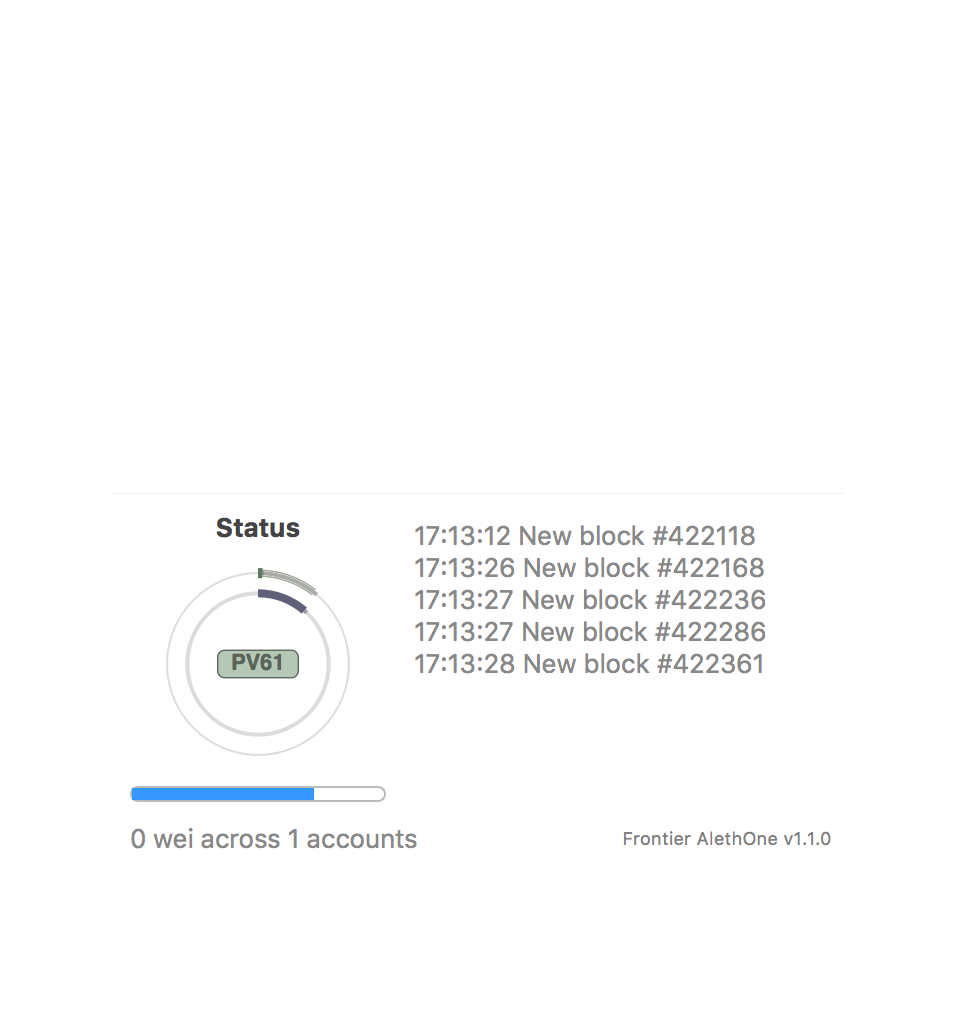 Status
17:13:12 New block #422118
17:13:26 New block #422168
17:13:27 New block #422236
17:13:27 New block #422286
17:13:28 New block #422361
PV61
0 wei across 1 accounts
Frontier AlethOne v1.1.0